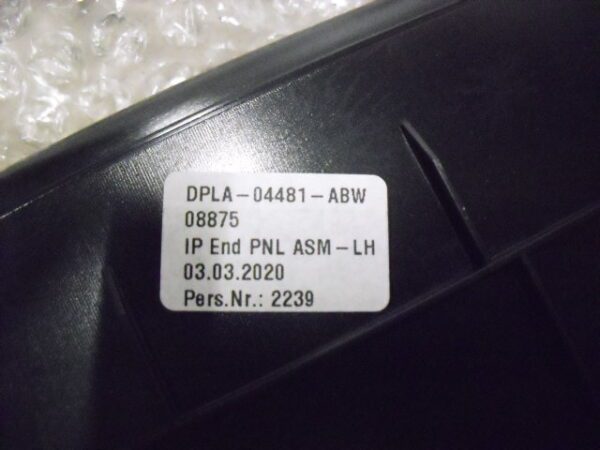 DPLA-04481-ABW
08875
IP End PNL ASM-LH
03.03.2020
Pers.Nr.: 2239